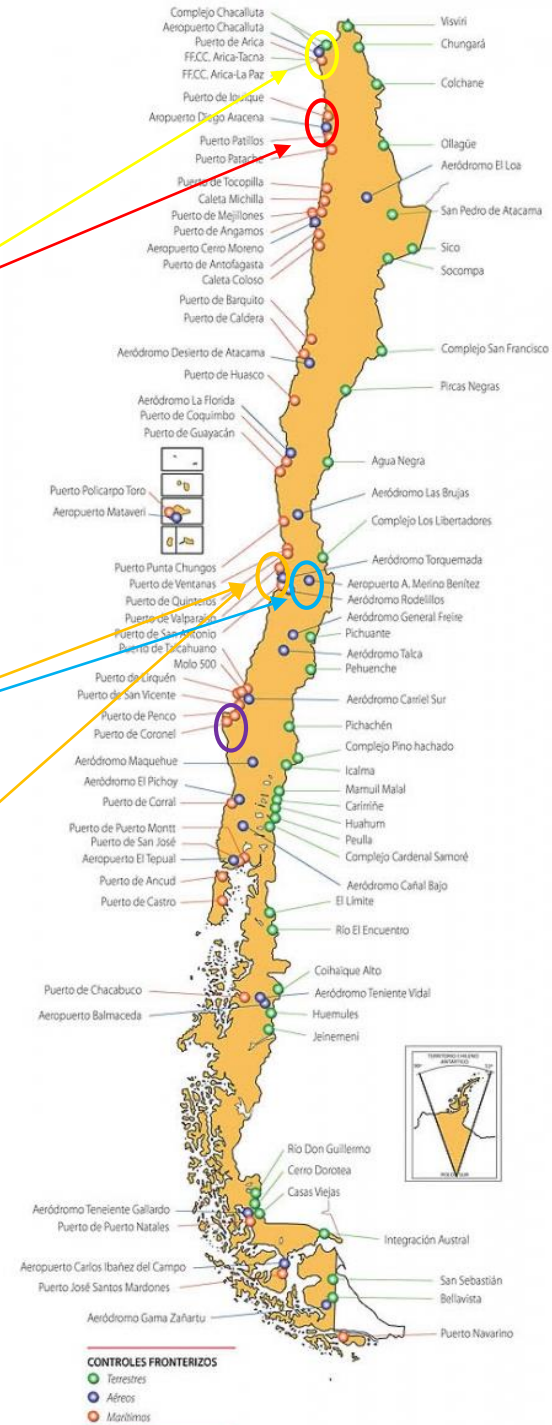 Complejo Chacalluta
Aeropuerto Chacalluta
Puerto de Arica
FF.CC. Arica-Tacna
FF.CC. Arica-La Paz
Puerto de Iquique
Aropuerto Diego Aracena
Puerto Patillos
Puerto Patache
Puerto de Tocopilla
Caleta Michilla
Puerto de Mejillones
Puerto de Angamos
Aeropuerto Cerro Moreno
Puerto de Antofagasta
Caleta Coloso
Puerto de Barquito
Puerto de Caldera
Aeródromo Desierto de Atacama
Puerto de Huasco
Aeródromo La Florida
Puerto de Coquimbo
Puerto de Guayacán
Puerto Policarpo Toro
Aeropuerto Mataveri
Puerto Punta Chungos
Puerto de Ventanas
Puerto de Quinteros
Puerto de Valparaíso
Puerto de San Antonio
Puerto de Talcahuano
Molo 500
Puerto de Lirquén
Puerto de San Vicente
Puerto de Penco
Puerto de Coronel
Aeródromo Maquehue
Aeródromo El Pichoy
Puerto de Corral
Puerto de Puerto Montt
Puerto de San José
Aeropuerto El Tepual
Puerto de Ancud
Puerto de Castro
Puerto de Chacabuco
Aeropuerto Balmaceda
Aeródromo Teneiente Gallardo
Puerto de Puerto Natales
Aeropuerto Carlos Ibañez del Campo
Puerto José Santos Mardones
Aeródromo Gama Zañartu
Visviri
Chungará
Colchane
Ollagüe
Aeródromo El Loa
San Pedro de Atacama
Sico
Socompa
Complejo San Francisco
Pircas Negras
Agua Negra
Aeródromo Las Brujas
Complejo Los Libertadores
Aeródromo Torquemada
Aeropuerto A. Merino Benítez
Aeródromo Rodelillos
Aeródromo General Freire
Pichuante
Aeródromo Talca
Pehuenche
Aeródromo Carriel Sur
Pichachén
Complejo Pino hachado
Icalma
Mamuil Malal
Carirriñe
Huahum
Peulla
Complejo Cardenal Samoré
Aeródromo Cañal Bajo
El Límite
Río El Encuentro
Coihaique Alto
Aeródromo Teniente Vidal
Huemules
Jeinemeni
TERRITORIO CHILENO
ANTÁRTICO
90°
53°
POLO SUR
Río Don Guillermo
Cerro Dorotea
Casas Viejas
Integración Austral
San Sebastián
Bellavista
Puerto Navarino
CONTROLES FRONTERIZOS
Terrestres
Aéreos
Marítimos